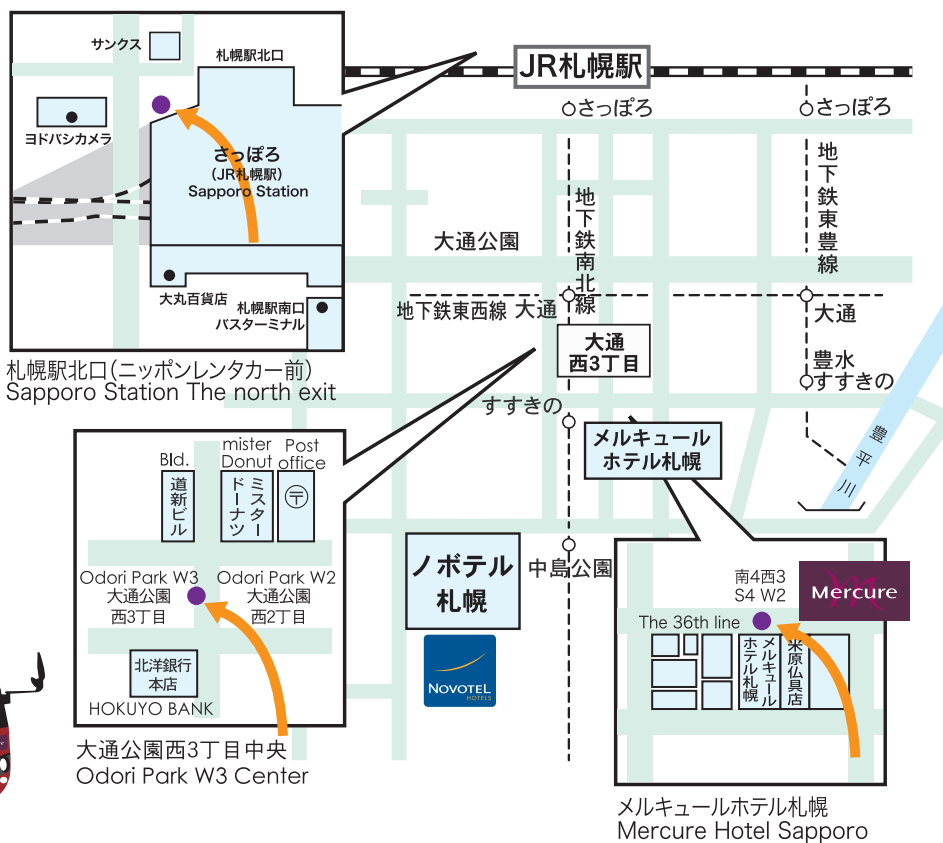 サンクス
札幌駅北口
ヨドバシカメラ
さっぽろ
(JR札幌駅)
Sapporo Station
大丸百貨店
札幌駅南口
バスターミナル
札幌駅北口(ニッポンレンタカー前)
Sapporo Station The north exit
JR札幌駅
さっぽろ
さっぽろ
地下鉄南北線
地下鉄東豊線
大通公園
地下鉄東西線
大通
大通
大通
西3丁目
豊水
すすきの
すすきの
メルキュール
ホテル札幌
豊平川
ノボテル
札幌
中島公園
NOVOTEL
HOTELS
Bld.
道新ビル
mister
Donut
ミスター
ドーナツ
Post
office
〒
Odori Park W3
大通公園
西3丁目
Odori Park W2
大通公園
西2丁目
北洋銀行
本店
HOKUYO BANK
大通公園西3丁目中央
Odori Park W3 Center
南4西3
S4 W2
Mercure
The 36th line
メルキュール
ホテル札幌
米原仏具店
メルキュールホテル札幌
Mercure Hotel Sapporo